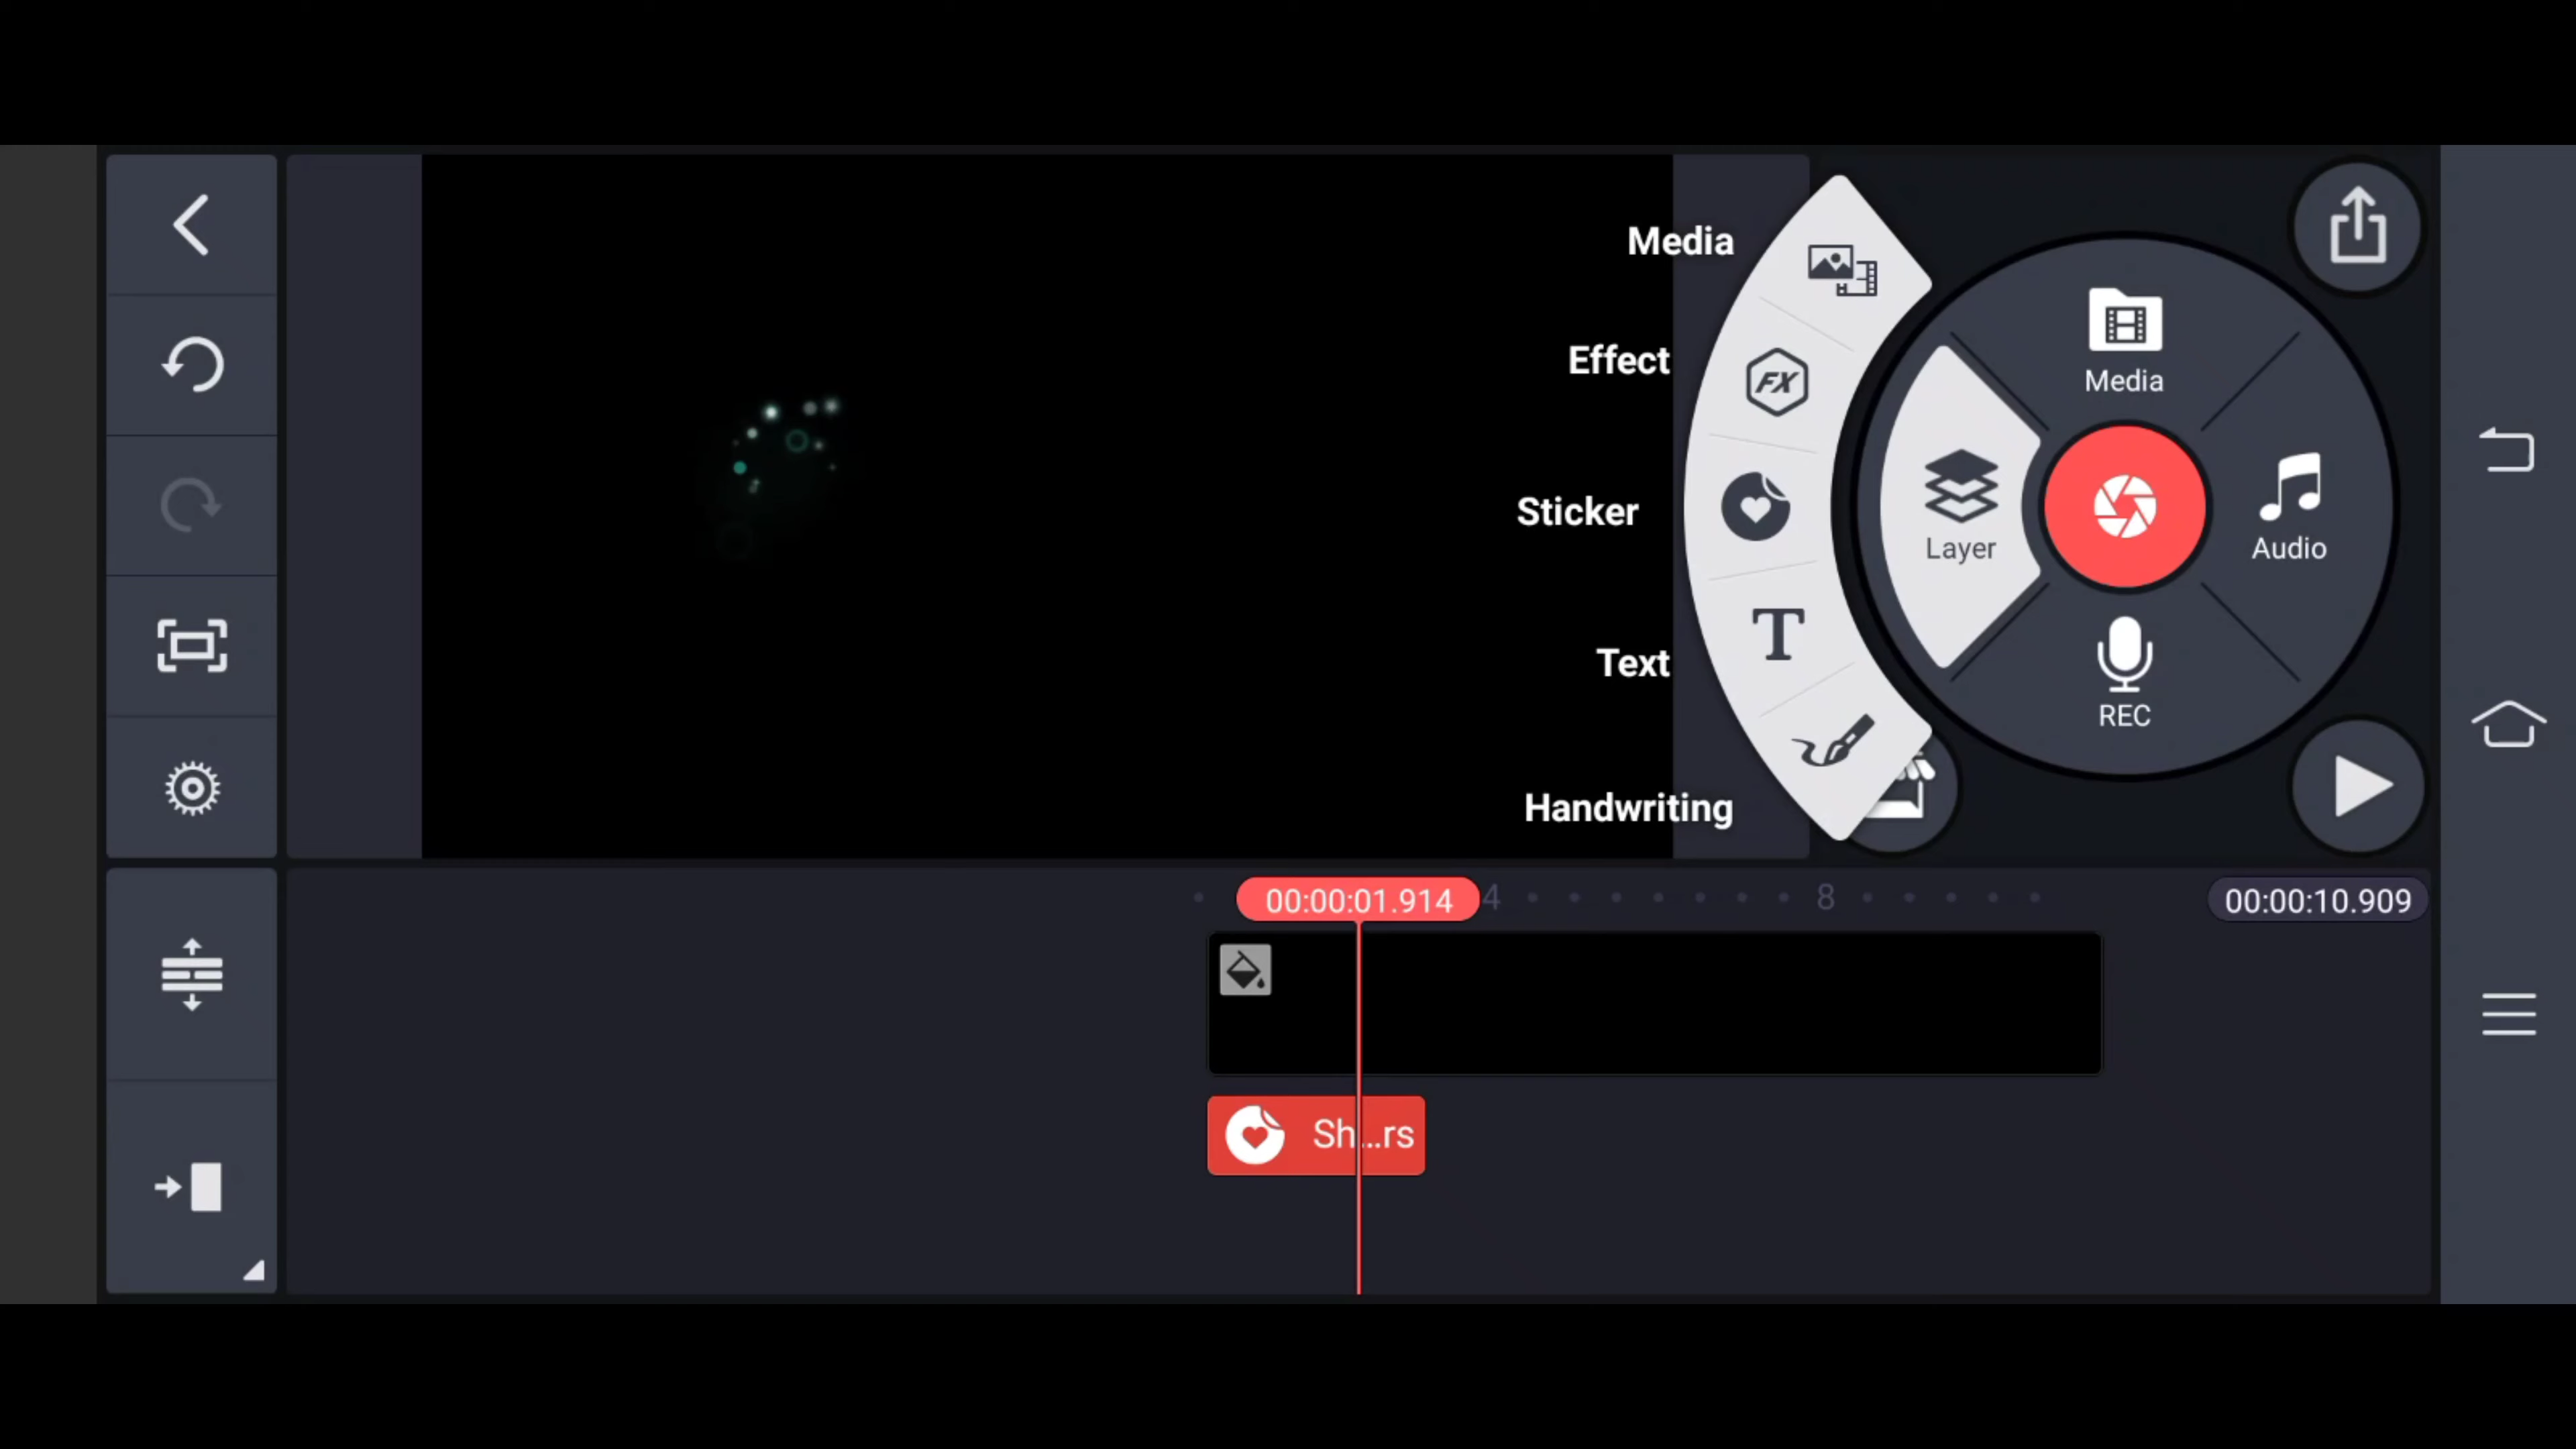 Media
Effect
Sticker
Text
Handwriting
FX
T
Media
Layer
Audio
REC
00:00:01.914
4
8
00:00:10.909
Sh...rs